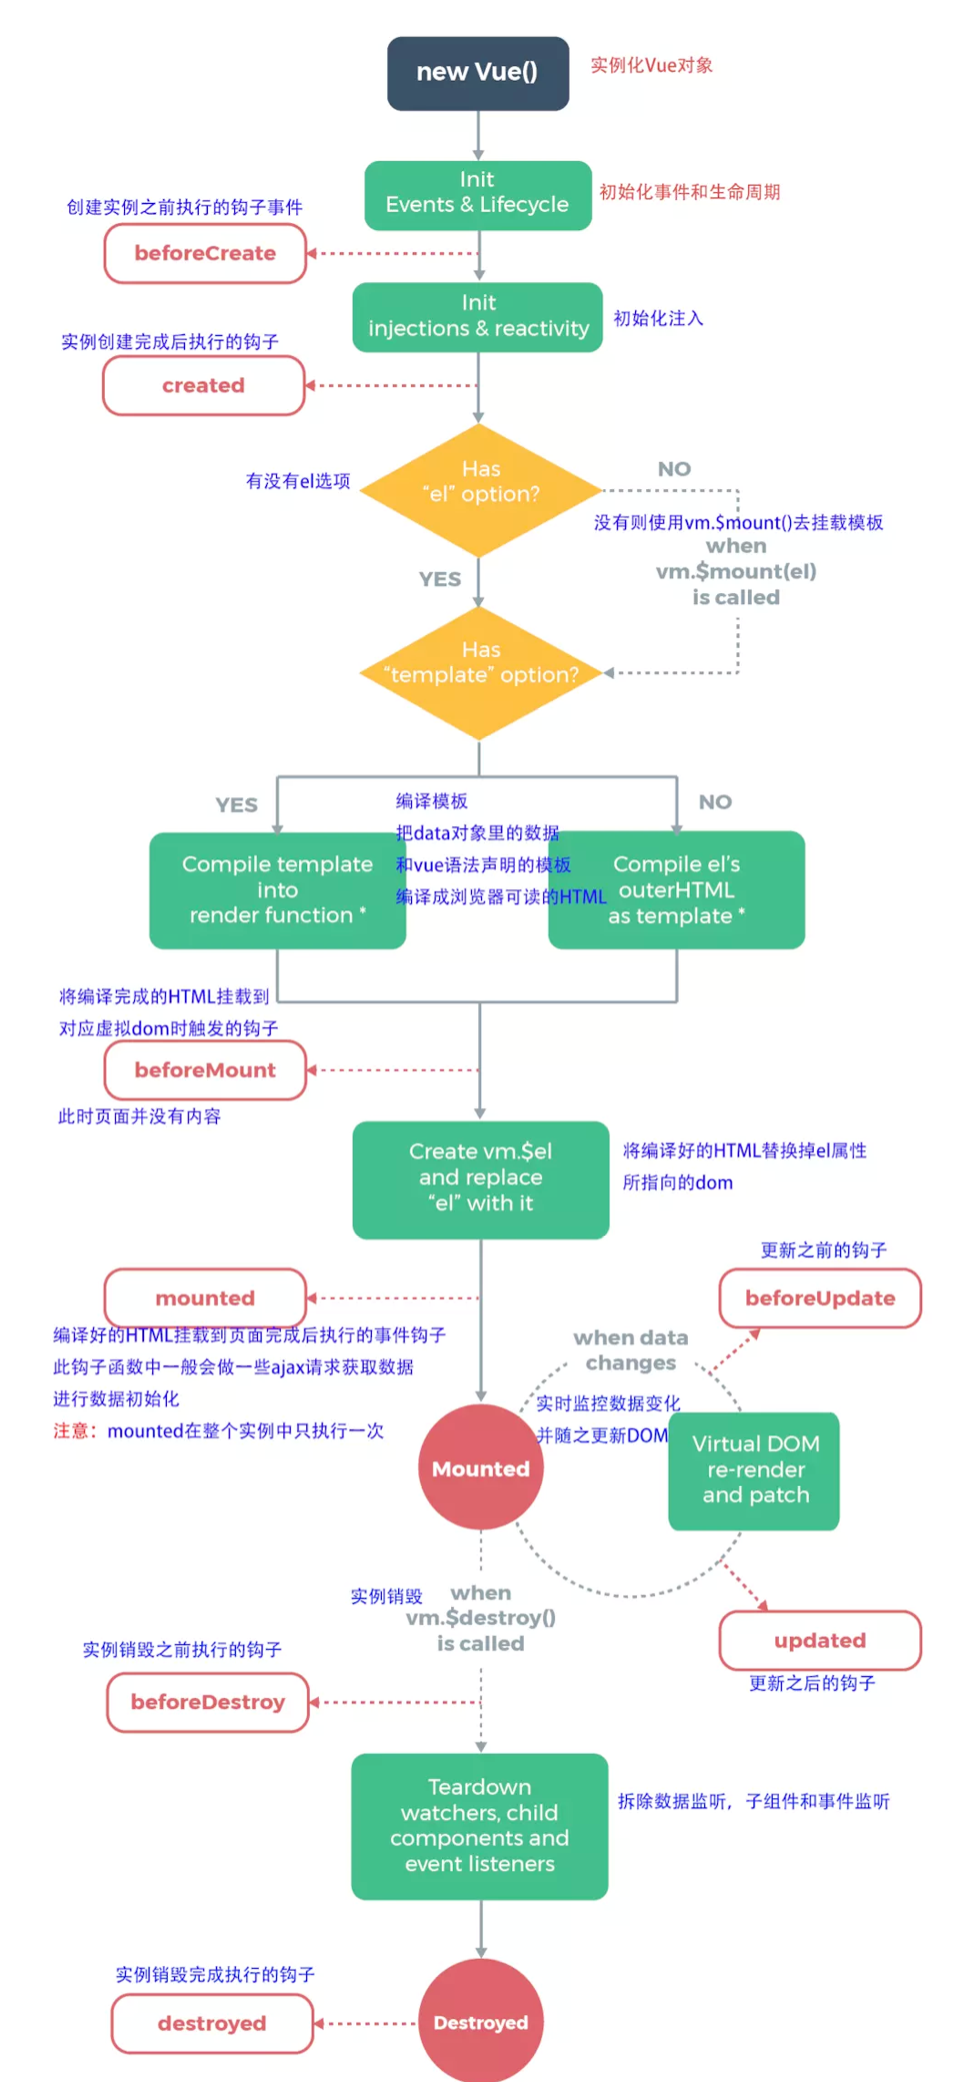 new Vue()
实例化Vue对象
Init
Events & Lifecycle
初始化事件和生命周期
创建实例之前执行的钩子事件
beforeCreate
Init
injections & reactivity
初始化注入
实例创建完成后执行的钩子
created
Has
“el” option?
有没有el选项
NO
没有则使用vm.$mount()去挂载模板
when
vm.$mount(el)
is called
YES
Has
“template” option?
YES
NO
编译模板
把data对象里的数据
和vue语法声明的模板
编译成浏览器可读的HTML
Compile template
into
render function *
Compile el’s
outerHTML
as template *
将编译完成的HTML挂载到
对应虚拟dom时触发的钩子
beforeMount
此时页面并没有内容
Create vm.$el
and replace
“el” with it
将编译好的HTML替换掉el属性
所指向的dom
更新之前的钩子
beforeUpdate
mounted
编译好的HTML挂载到页面完成后执行的事件钩子
此钩子函数中一般会做一些ajax请求获取数据
进行数据初始化
注意：mounted在整个实例中只执行一次
when data
changes
实时监控数据变化
并随之更新DOM
Mounted
Virtual DOM
re-render
and patch
实例销毁
when
vm.$destroy()
is called
updated
更新之后的钩子
实例销毁之前执行的钩子
beforeDestroy
Teardown
watchers, child
components and
event listeners
拆除数据监听，子组件和事件监听
实例销毁完成执行的钩子
destroyed
Destroyed